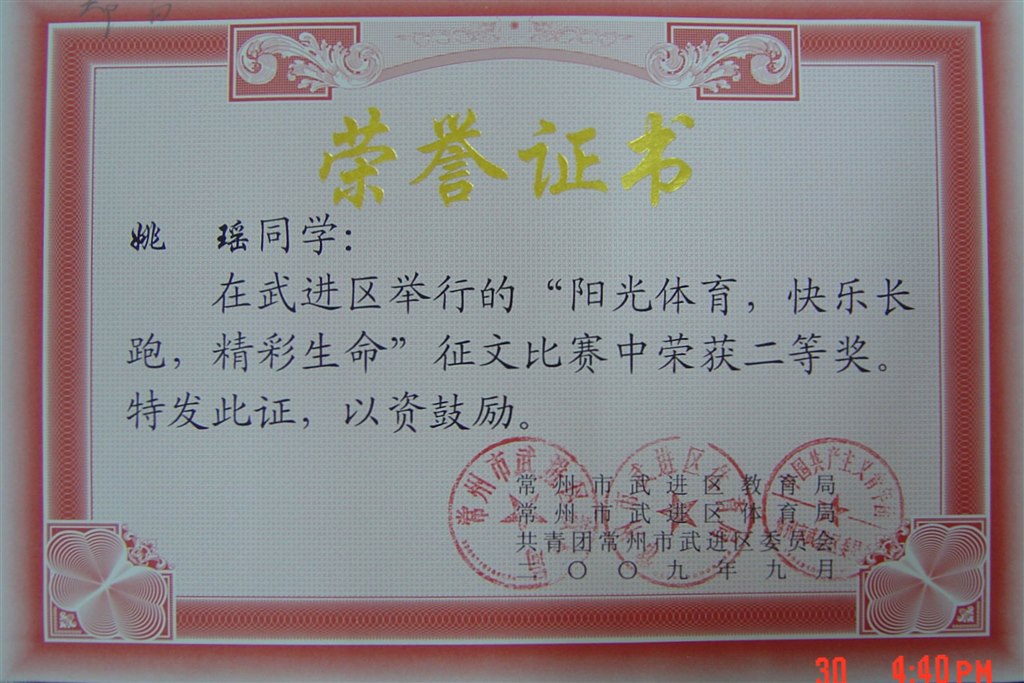 荣誉证书
姚 瑶同学：
在武进区举行的“阳光体育，快乐长
跑，精彩生命”征文比赛中荣获二等奖。
特发此证，以资鼓励。
常州市武进区教育局
常州市武进区体育局
共青团常州市武进区委员会
二〇〇九年九月
30 4:40PM